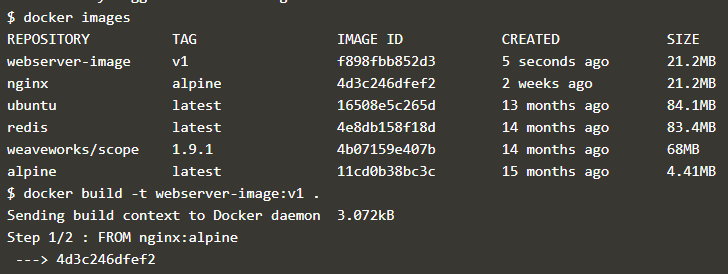 $ docker images
REPOSITORY TAG IMAGE ID CREATED SIZE
webserver-image v1 f898fbb852d3 5 seconds ago 21.2MB
nginx alpine 4d3c246dfef2 2 weeks ago 21.2MB
ubuntu latest 16508e5c265d 13 months ago 84.1MB
redis latest 4e8db158f18d 14 months ago 83.4MB
weaveworks/scope 1.9.1 4b07159e407b 14 months ago 68MB
alpine latest 11cd0b38bc3c 15 months ago 4.41MB
$ docker build -t webserver-image:v1 .
Sending build context to Docker daemon 3.072kB
Step 1/2 : FROM nginx:alpine
---> 4d3c246dfef2